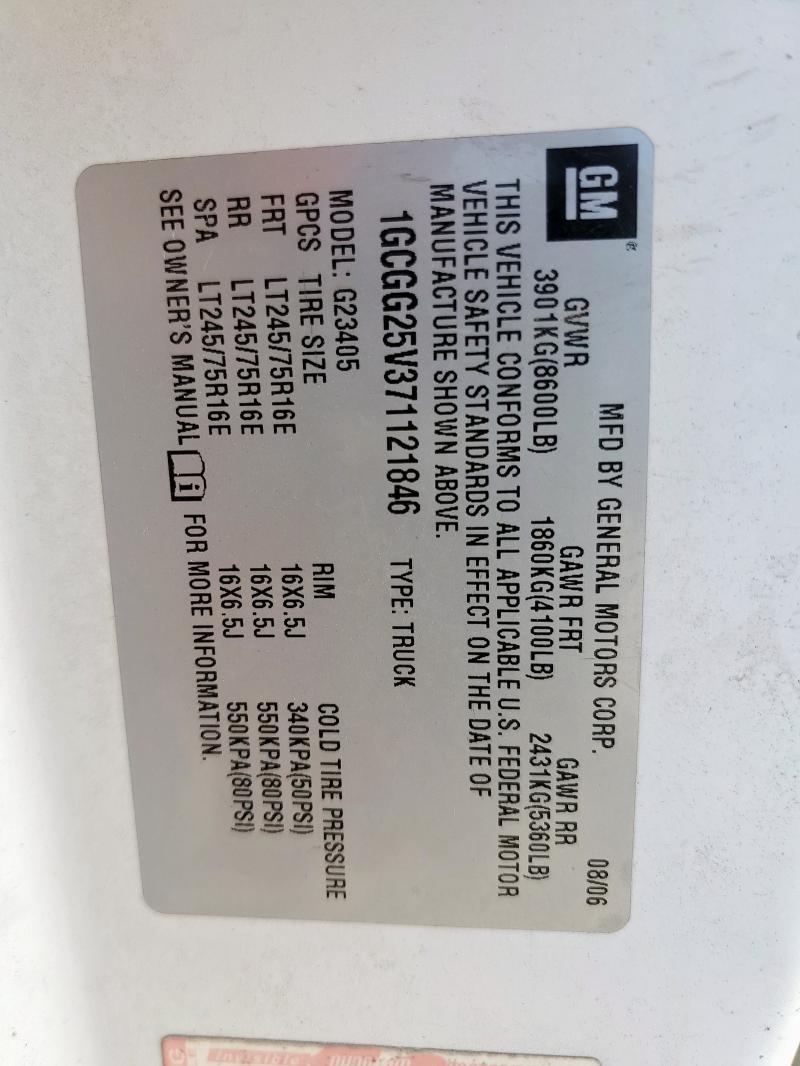 GM®
MFD BY GENERAL MOTORS CORP. 08/06
GVWR GAWR FRT GAWR RR
3901KG(8600LB) 1860KG(4100LB) 2431KG(5360LB)
THIS VEHICLE CONFORMS TO ALL APPLICABLE U.S. FEDERAL MOTOR
VEHICLE SAFETY STANDARDS IN EFFECT ON THE DATE OF
MANUFACTURE SHOWN ABOVE.
1GCGG25V371121846 TYPE: TRUCK
MODEL: G23405
GPCS TIRE SIZE RIM COLD TIRE PRESSURE
FRT LT245/75R16E 16X6.5J 340KPA(50PSI)
RR LT245/75R16E 16X6.5J 550KPA(80PSI)
SPA LT245/75R16E 16X6.5J 550KPA(80PSI)
SEE OWNER'S MANUAL i FOR MORE INFORMATION.
Invisible